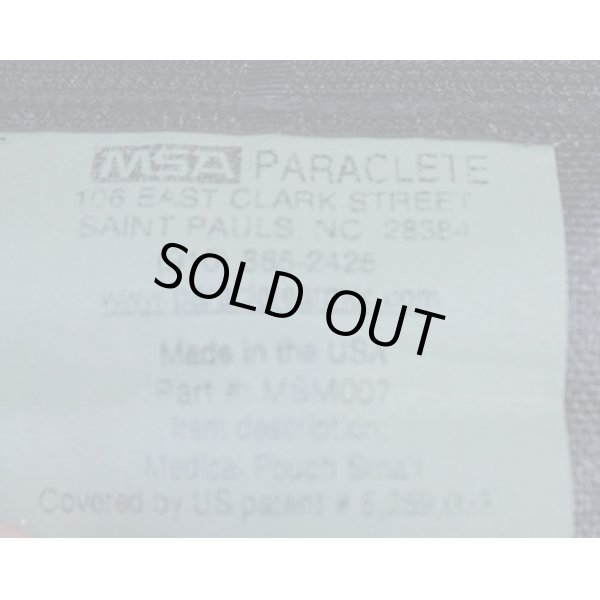 MSA PARACLETE
106 EAST CLARK STREET
SAINT PAULS, NC 28384
SOLD OUT
Made in the USA
Part #: MSM007
Item description:
Medical Pouch Small
Covered by US patent #